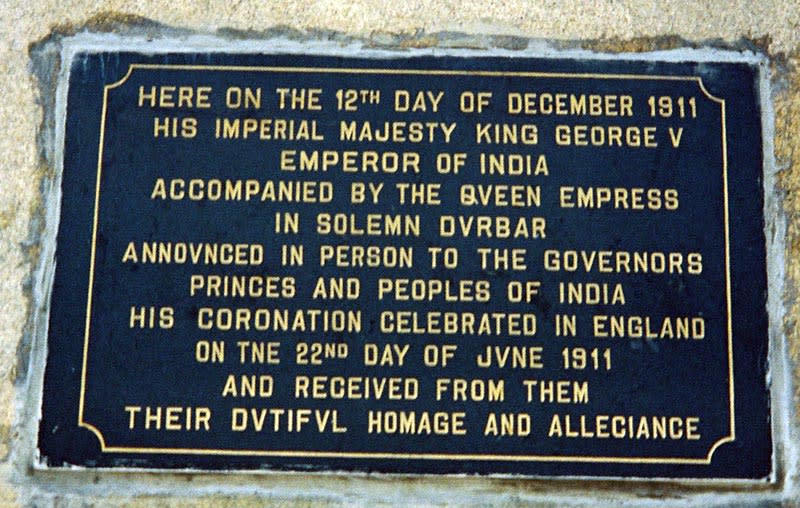 HERE ON THE 12TH DAY OF DECEMBER 1911
HIS IMPERIAL MAJESTY KING GEORGE V
EMPEROR OF INDIA
ACCOMPANIED BY THE QVEEN EMPRESS
IN SOLEMN DVRBAR
ANNOVNCED IN PERSON TO THE GOVERNORS
PRINCES AND PEOPLES OF INDIA
HIS CORONATION CELEBRATED IN ENGLAND
ON TNE 22ND DAY OF JVNE 1911
AND RECEIVED FROM THEM
THEIR DVTIFVL HOMAGE AND ALLECIANCE